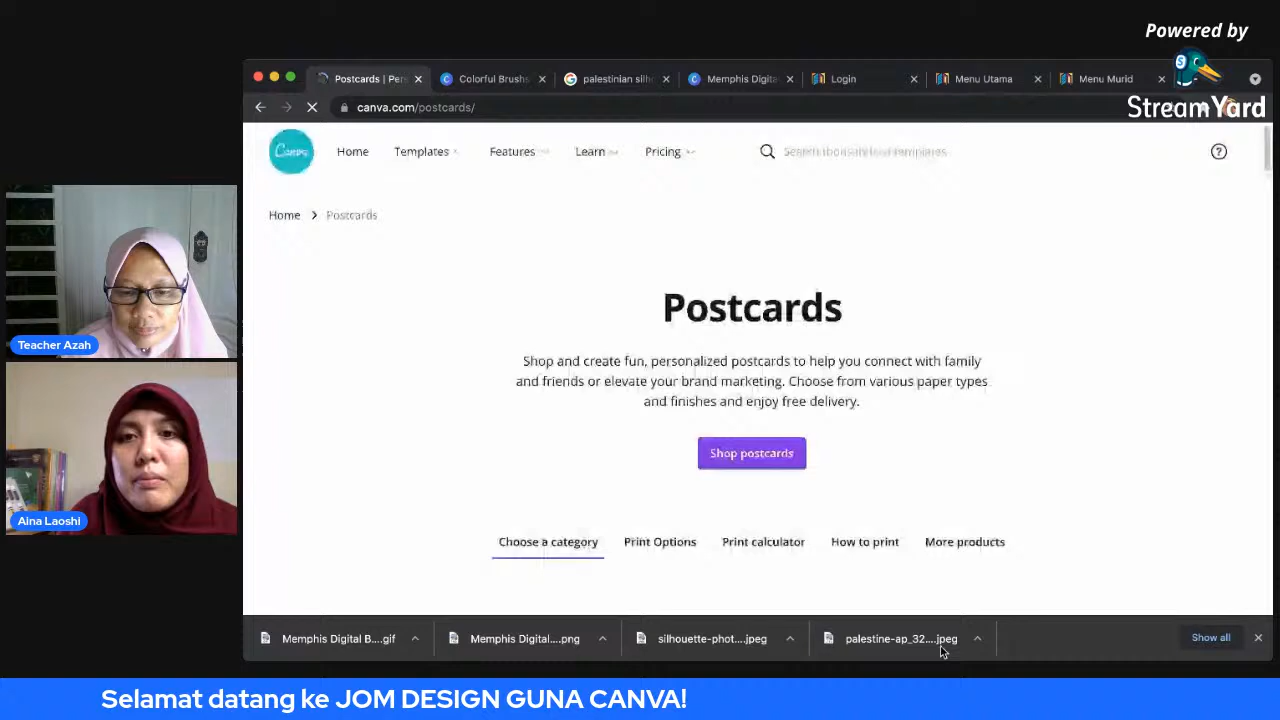 Powered by
StreamYard
Postcards | Per
Colorful Brushs
palestinian silh
Memphis Digita
Login
Menu Utama
Menu Murid
canva.com/postcards/
Canva
Home
Templates
Features
Learn
Pricing
Home
Postcards
Postcards
Shop and create fun, personalized postcards to help you connect with family
and friends or elevate your brand marketing. Choose from various paper types
and finishes and enjoy free delivery.
Shop postcards
Choose a category
Print Options
Print calculator
How to print
More products
Teacher Azah
Aina Laoshi
Memphis Digital B....gif
Memphis Digital....png
silhouette-phot....jpeg
palestine-ap_32....jpeg
Show all
Selamat datang ke JOM DESIGN GUNA CANVA!